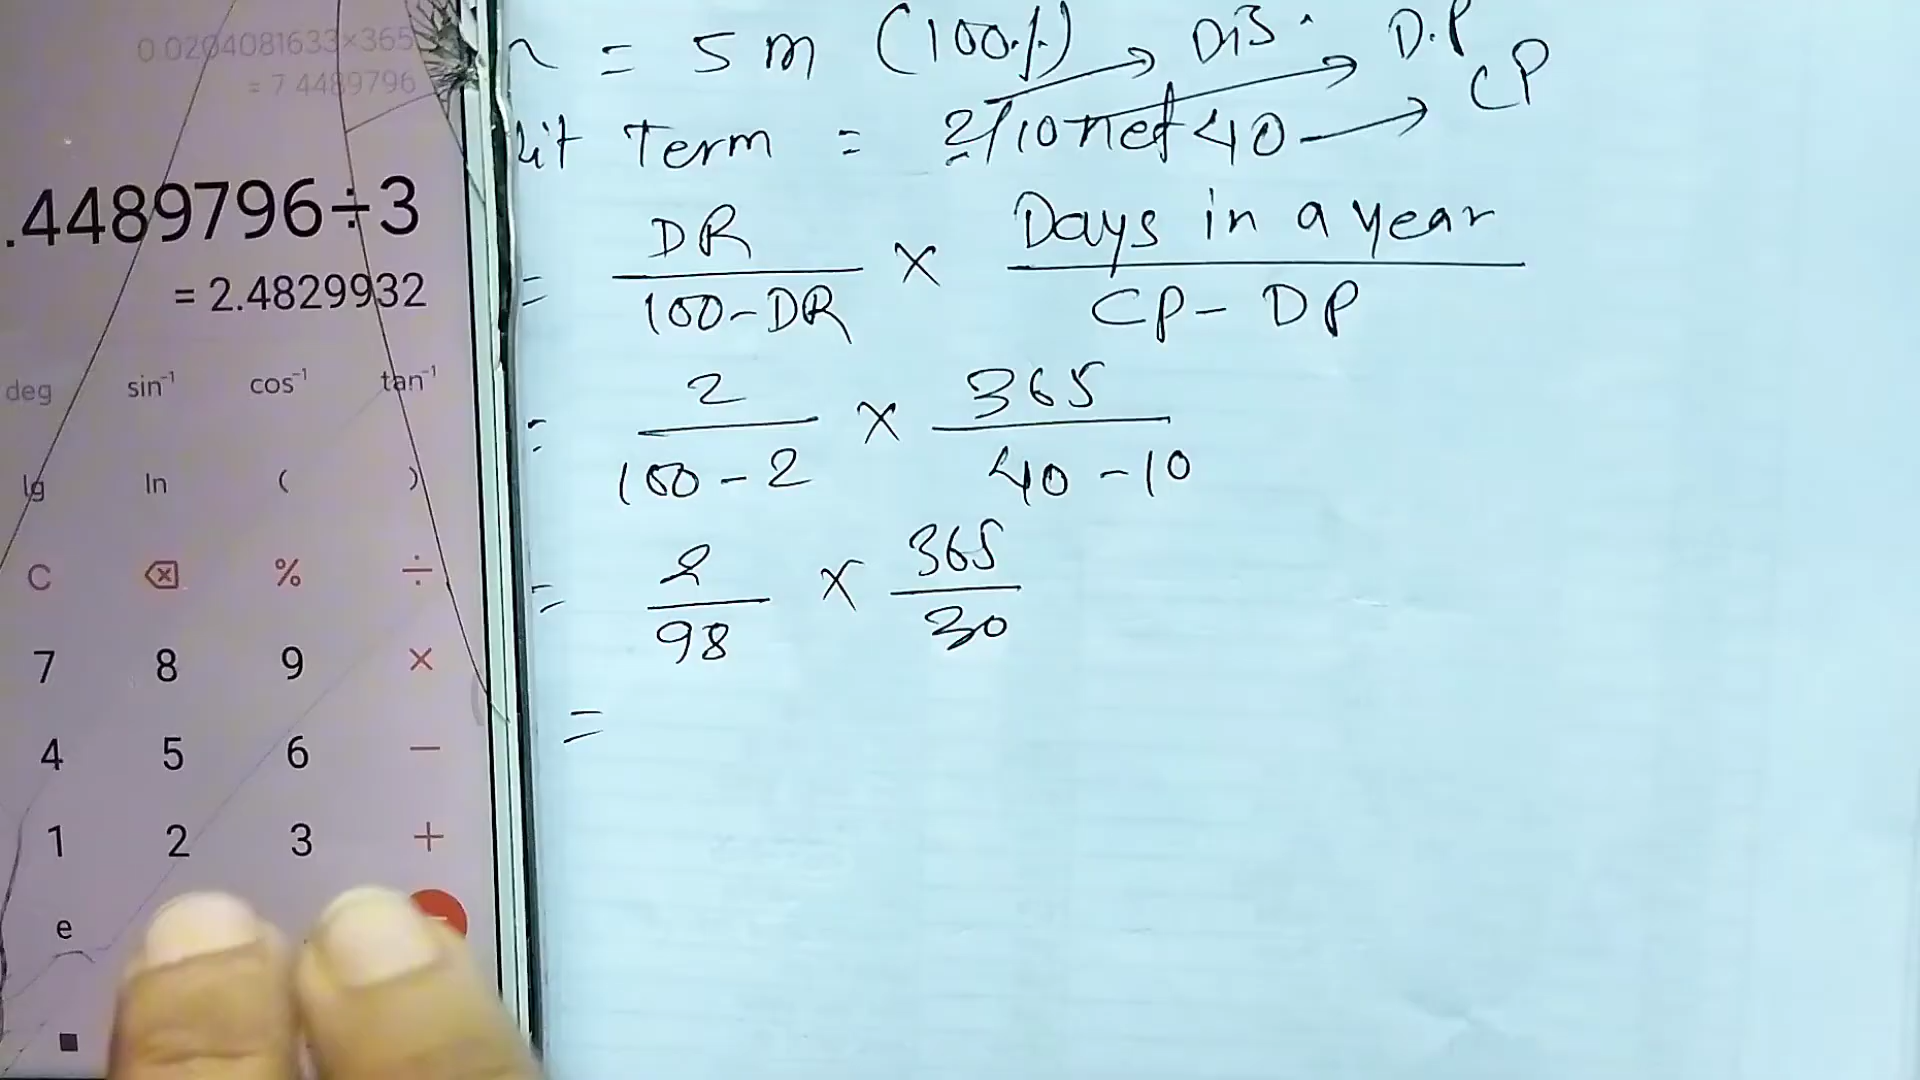 0.0204081633×365
= 7.4489796
.4489796÷3
= 2.4829932
deg sin⁻¹ cos⁻¹ tan⁻¹
lg ln ( )
C % ÷
7 8 9 ×
4 5 6 −
1 2 3 +
e
= 5 m (100%) → Dis. D.P
CP
Term = 2/10 net 40 →
= DR / 100-DR × Days in a year / CP - DP
= 2 / 100 - 2 × 365 / 40 - 10
= 2 / 98 × 365 / 30
=